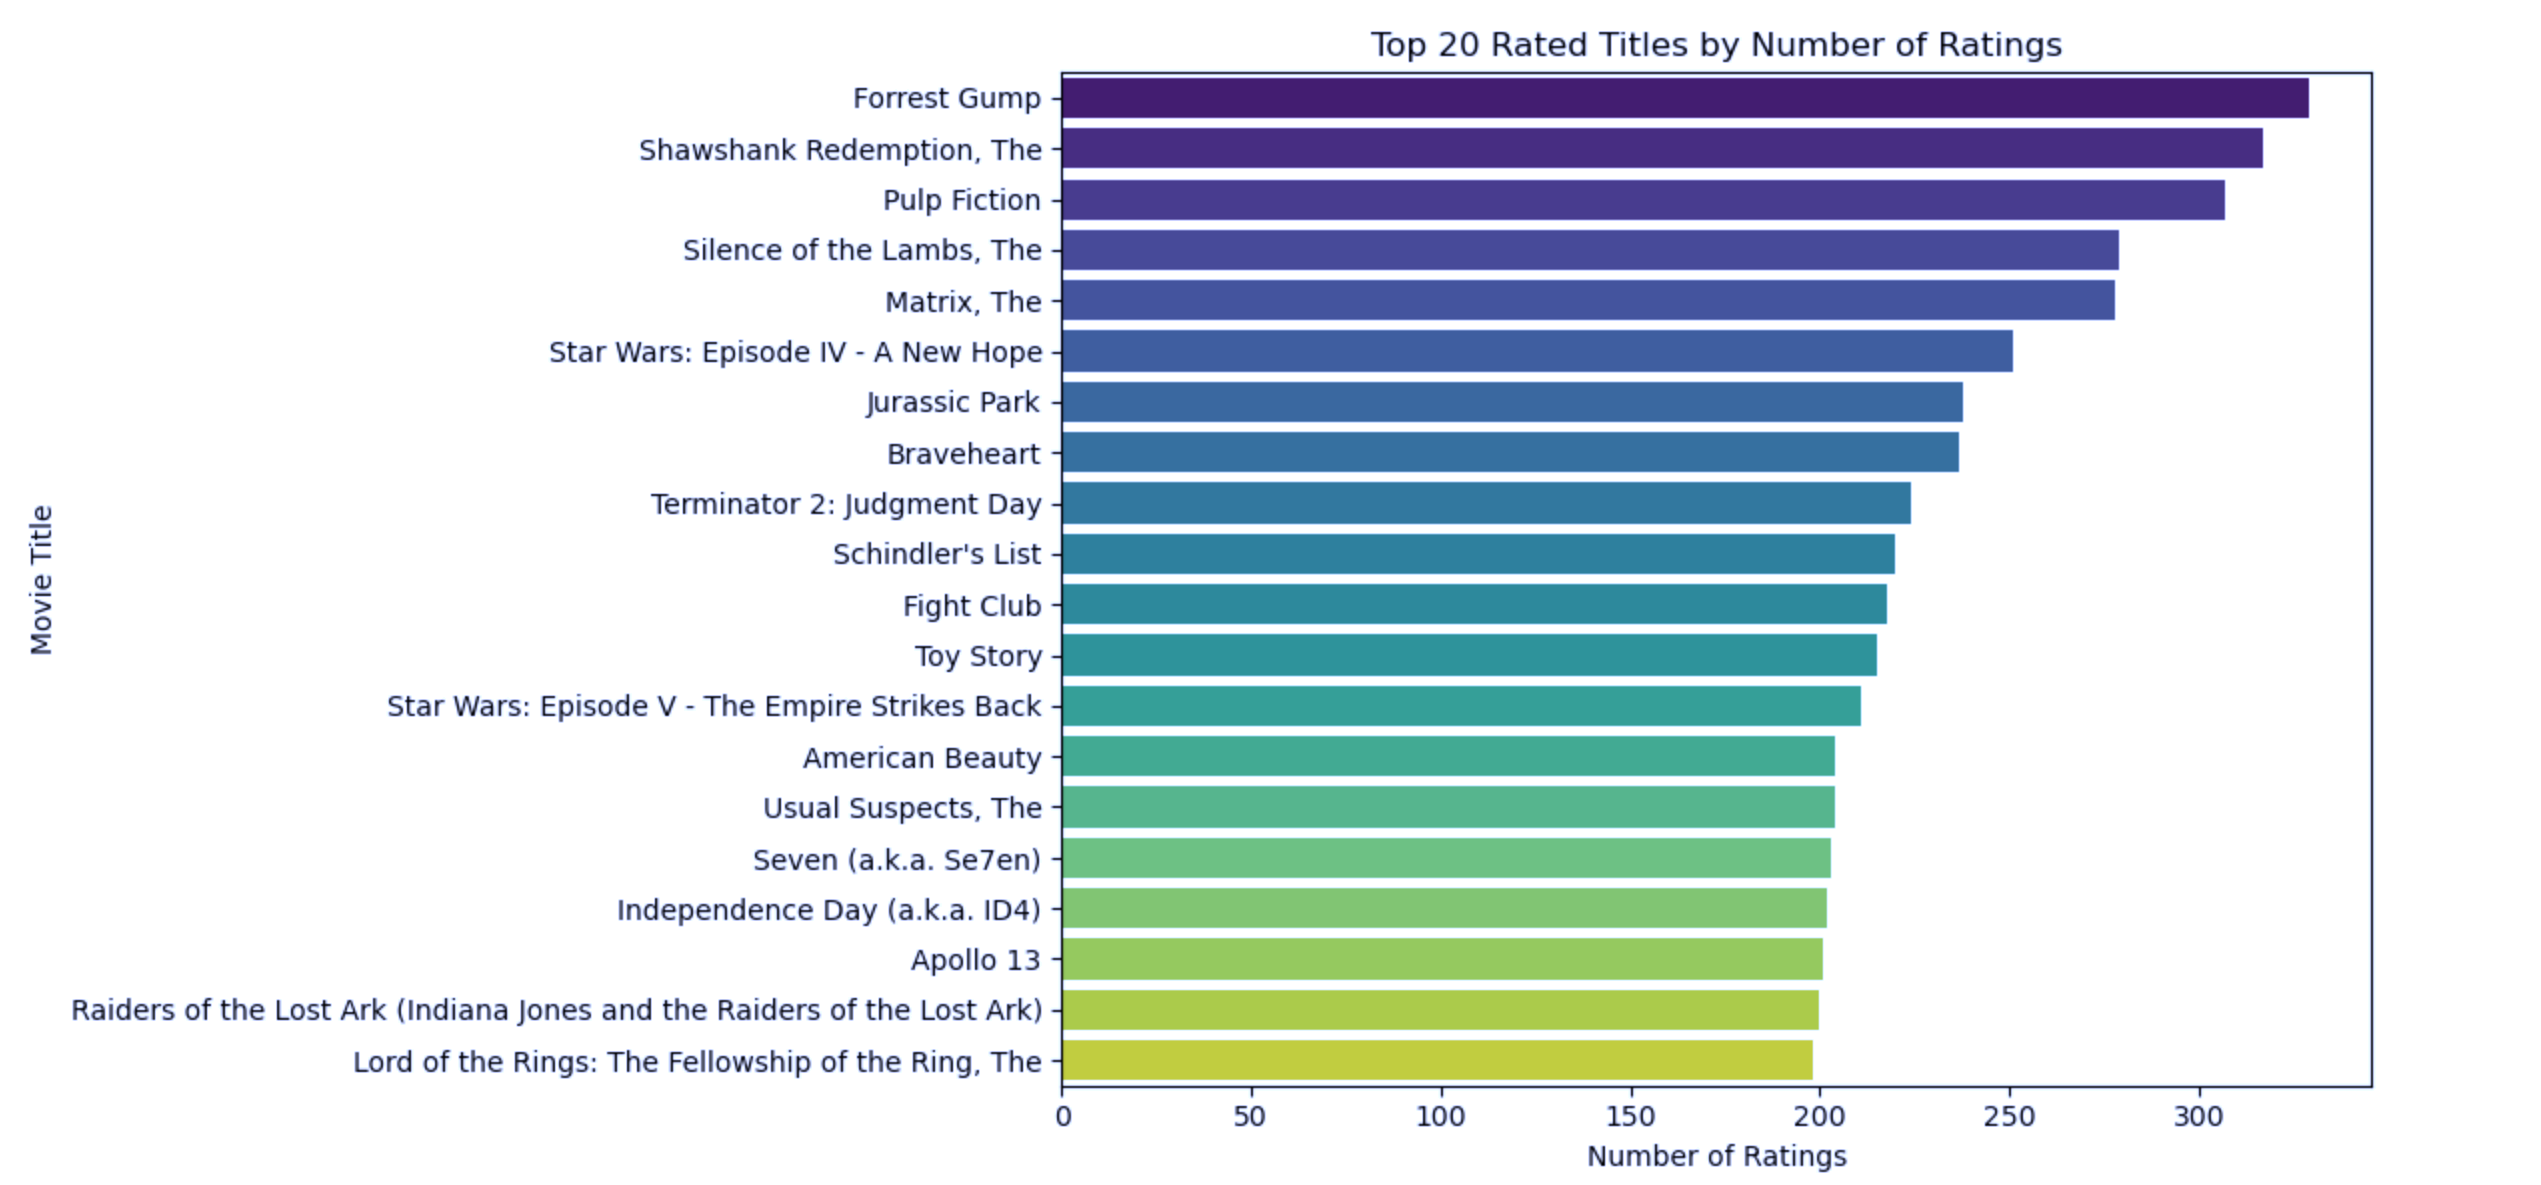 Top 20 Rated Titles by Number of Ratings
Movie Title
Forrest Gump
Shawshank Redemption, The
Pulp Fiction
Silence of the Lambs, The
Matrix, The
Star Wars: Episode IV - A New Hope
Jurassic Park
Braveheart
Terminator 2: Judgment Day
Schindler's List
Fight Club
Toy Story
Star Wars: Episode V - The Empire Strikes Back
American Beauty
Usual Suspects, The
Seven (a.k.a. Se7en)
Independence Day (a.k.a. ID4)
Apollo 13
Raiders of the Lost Ark (Indiana Jones and the Raiders of the Lost Ark)
Lord of the Rings: The Fellowship of the Ring, The
0 50 100 150 200 250 300
Number of Ratings